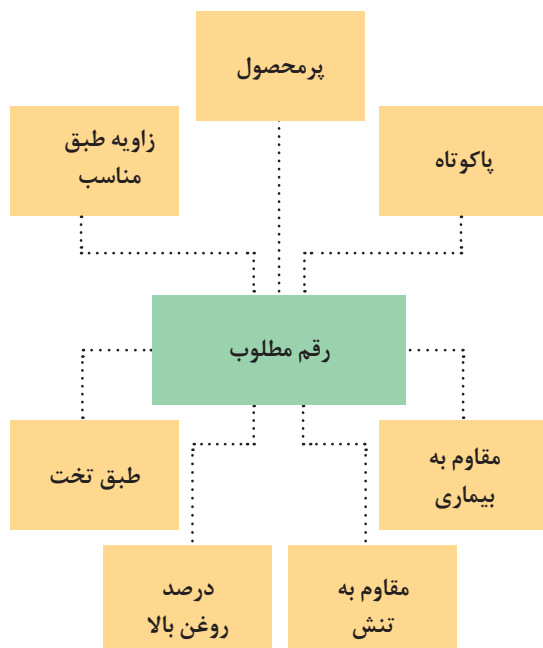 پرمحصول
پاکوتاه
زاویه طبق
مناسب
رقم مطلوب
مقاوم به
بیماری
طبق تخت
مقاوم به
تنش
درصد
روغن بالا